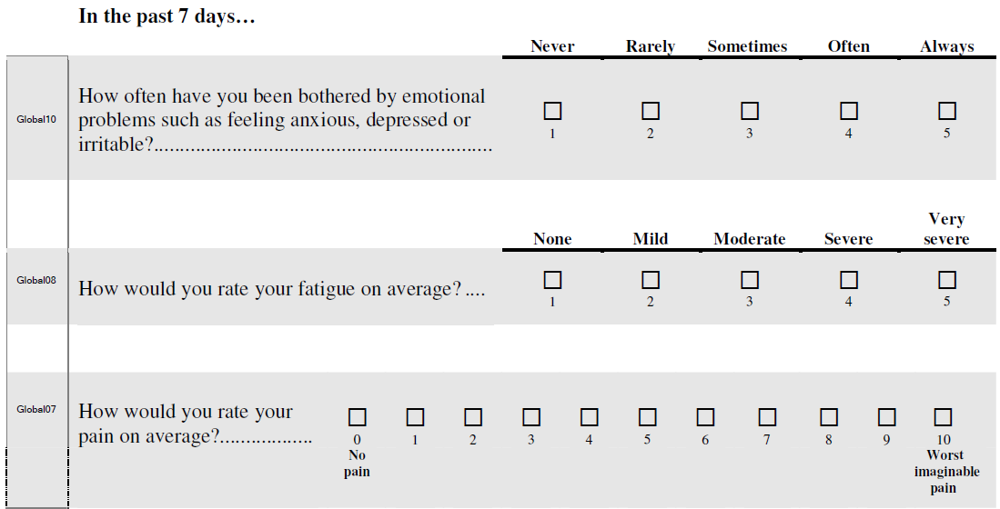 In the past 7 days…
Never Rarely Sometimes Often Always
Global10
How often have you been bothered by emotional
problems such as feeling anxious, depressed or
irritable?.................................................................
1 2 3 4 5
None Mild Moderate Severe Very severe
Global08
How would you rate your fatigue on average? ....
1 2 3 4 5
Global07
How would you rate your
pain on average?..................
0 1 2 3 4 5 6 7 8 9 10
No pain
Worst imaginable pain